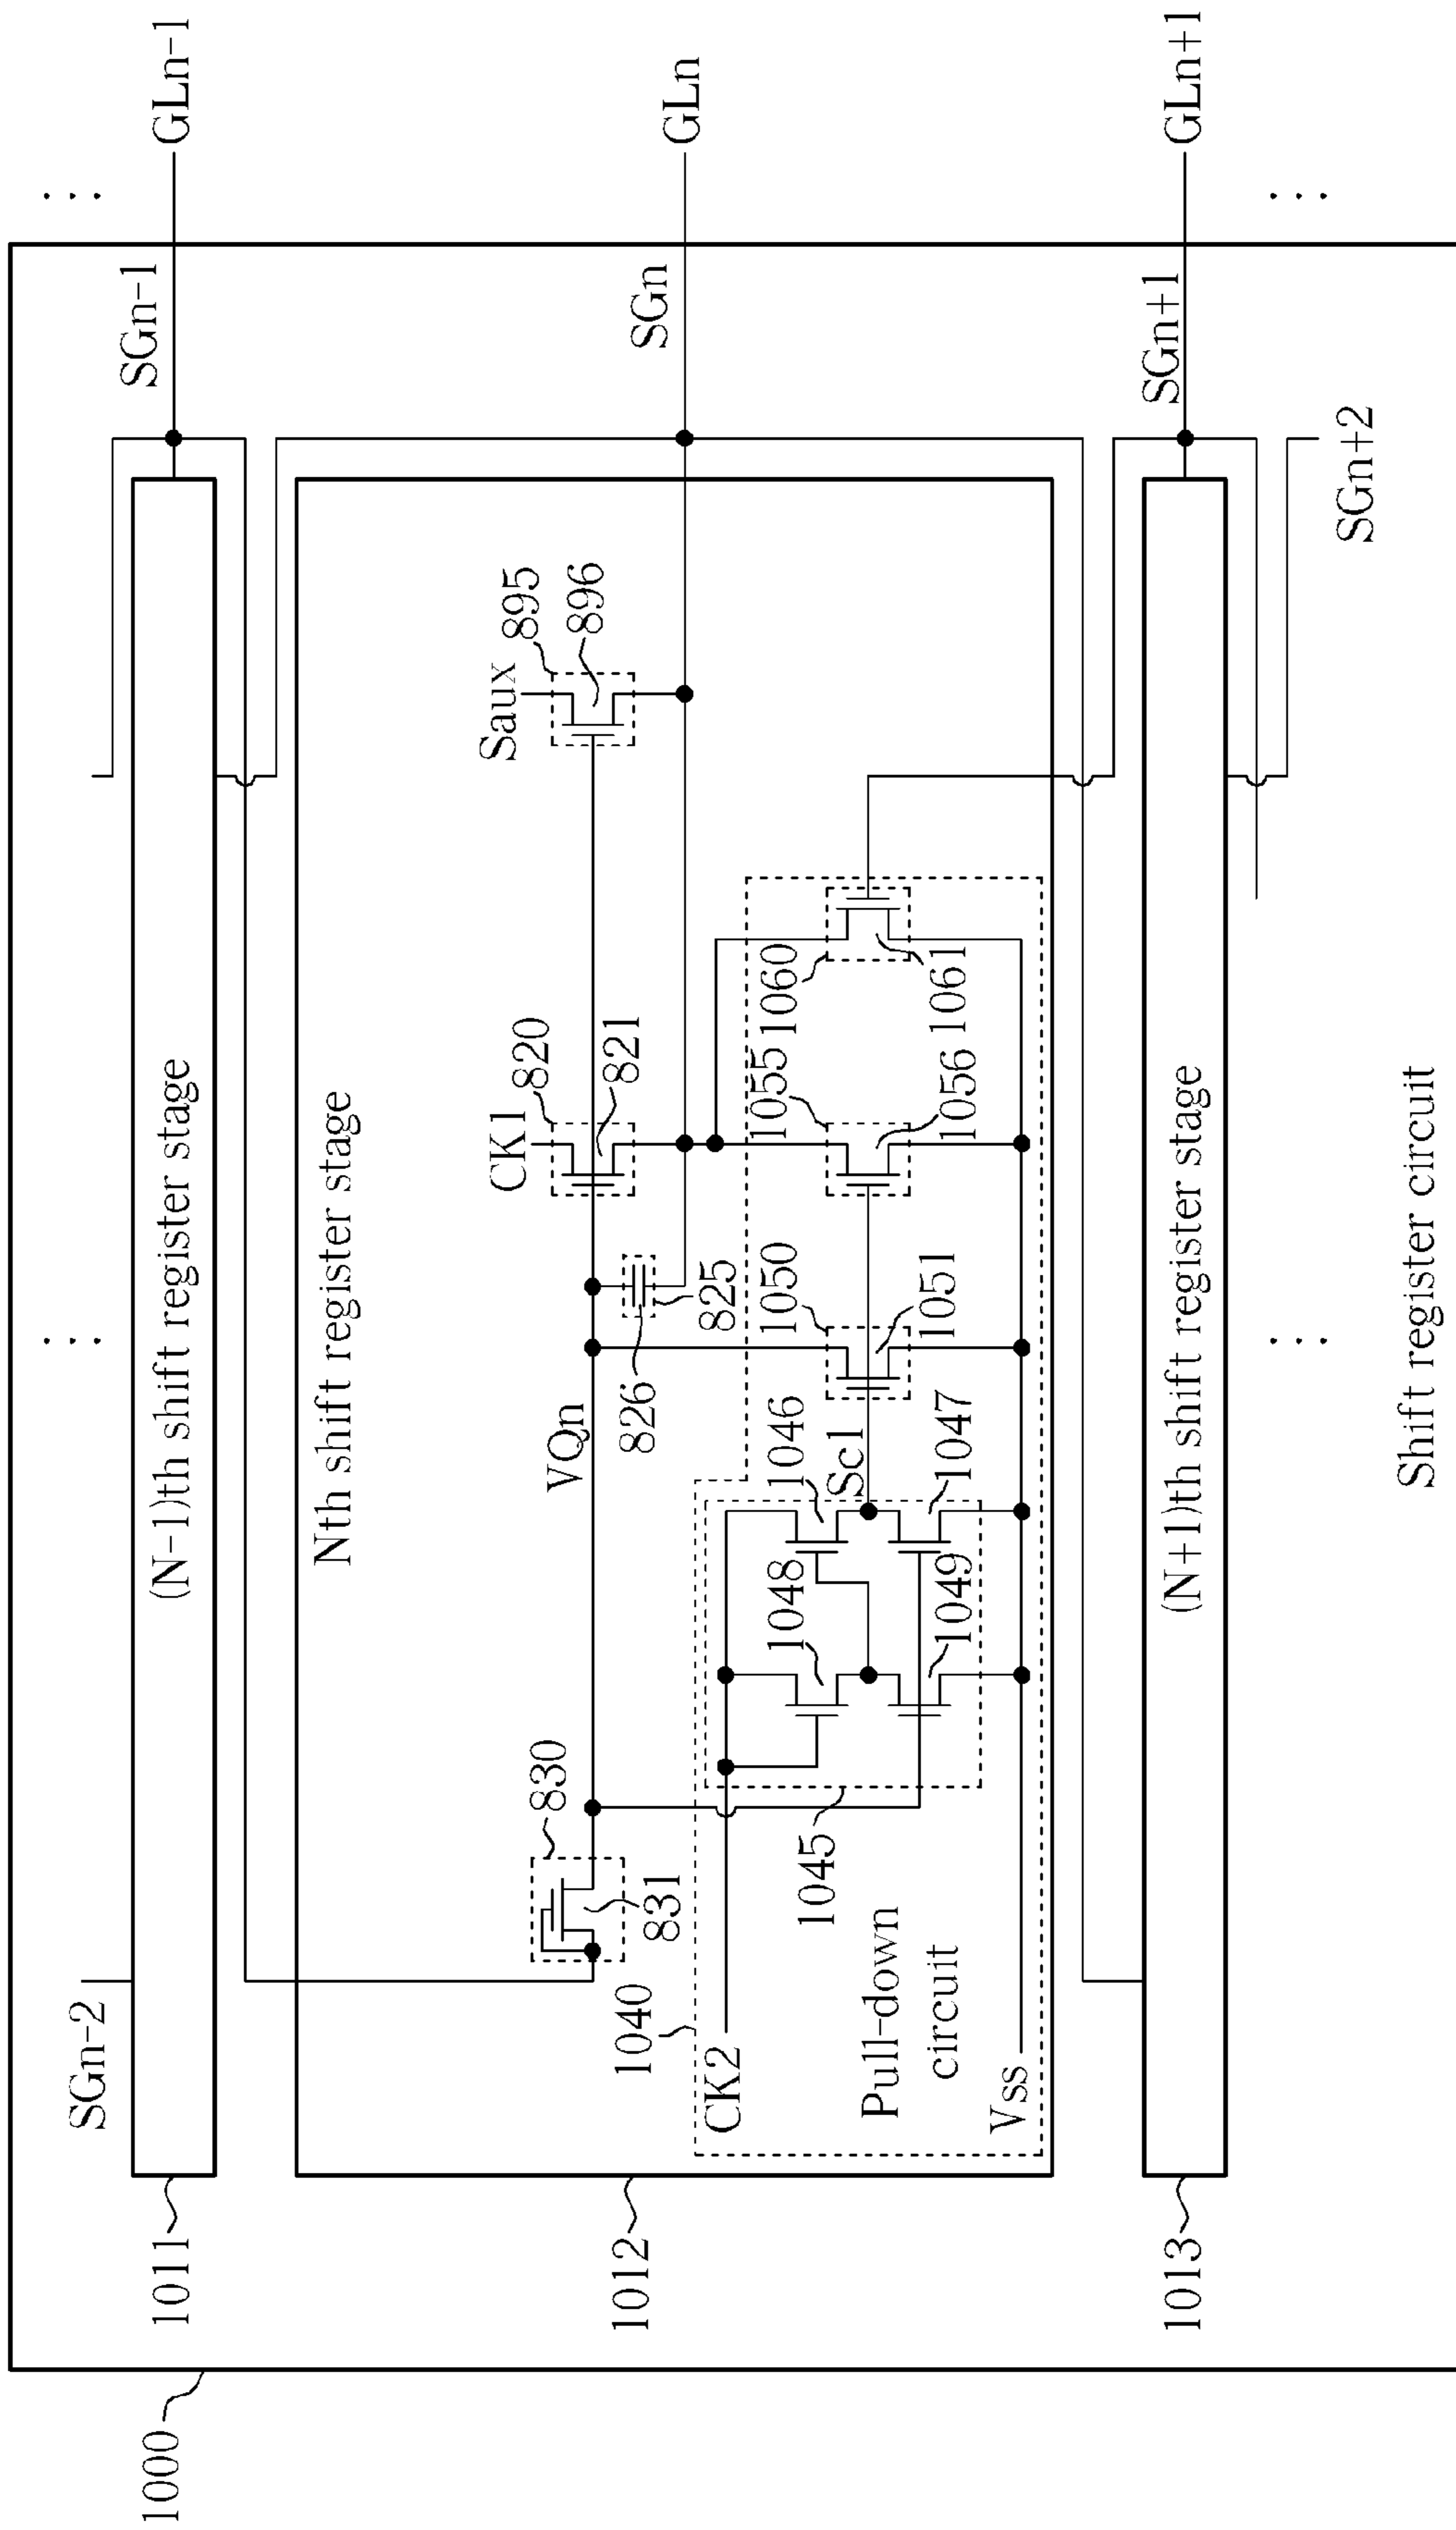 1000
SGn-2
1011
(N-1)th shift register stage
SGn-1
GLn-1
...
...
Nth shift register stage
1012
830
831
VQn
826
825
CK1
820
821
Saux
895
896
SGn
GLn
1040
CK2
1045
1048
1049
1046
1047
Sc1
1050
1051
1055
1056
1060
1061
Pull-down
circuit
Vss
1013
(N+1)th shift register stage
SGn+1
GLn+1
SGn+2
...
...
Shift register circuit